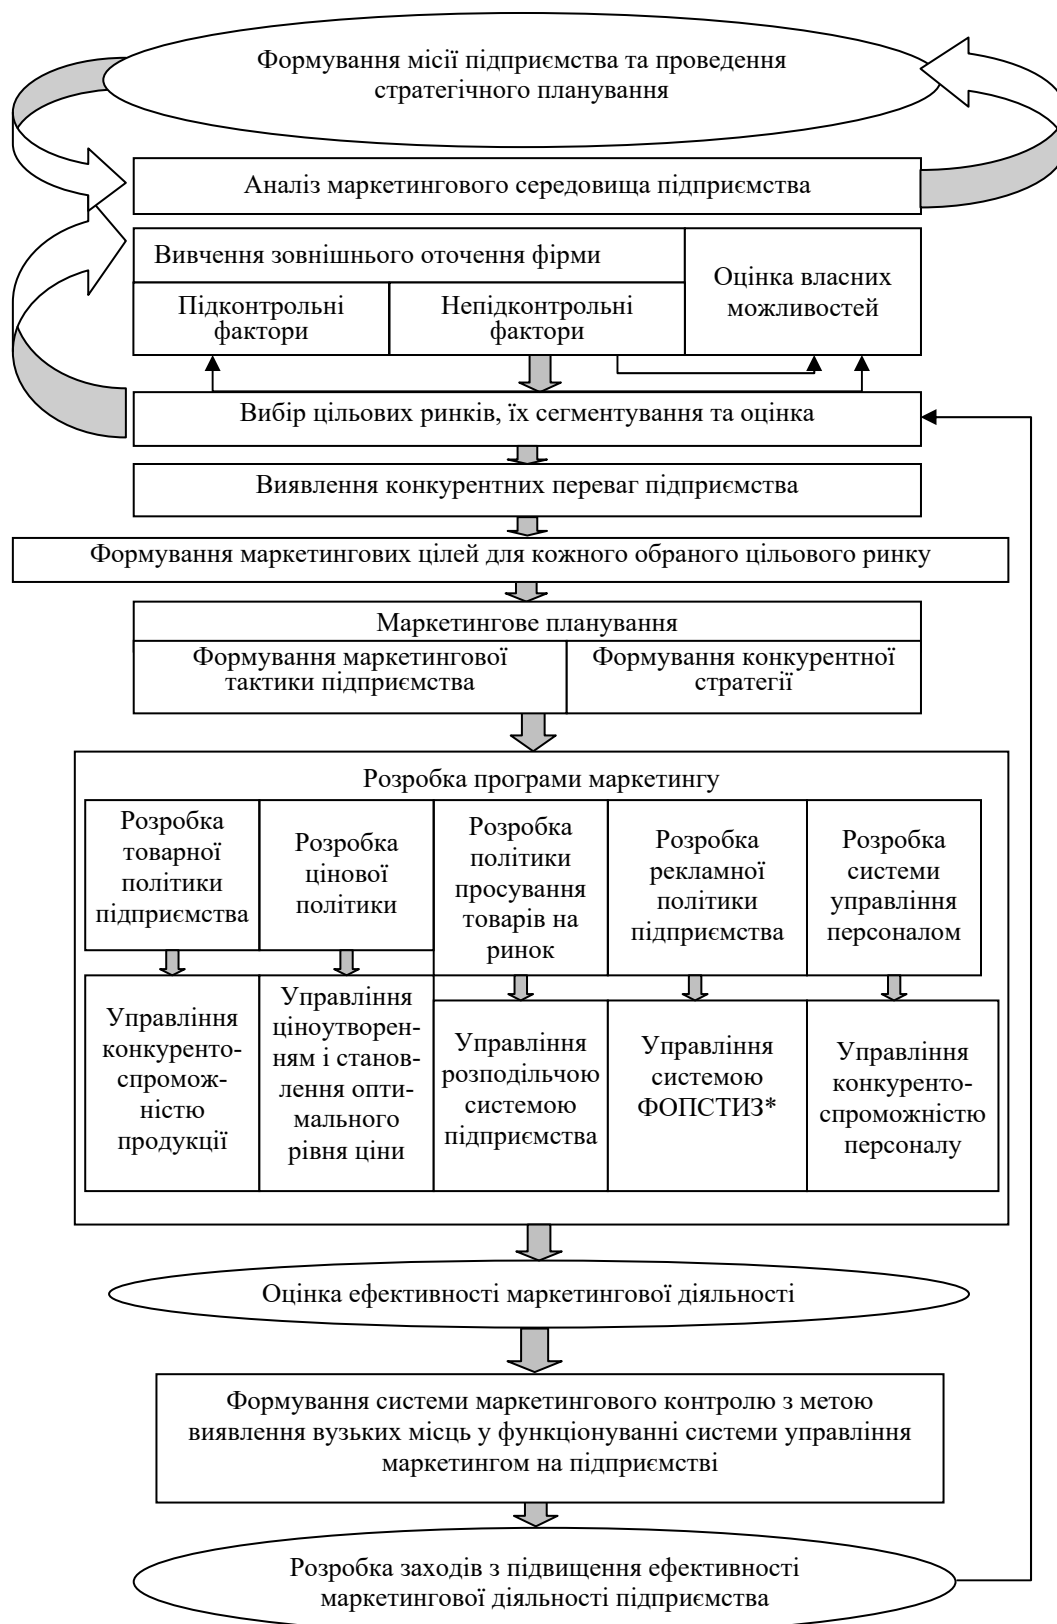 Формування місії підприємства та проведення
стратегічного планування
Аналіз маркетингового середовища підприємства
Вивчення зовнішнього оточення фірми
Підконтрольні
фактори
Непідконтрольні
фактори
Оцінка власних
можливостей
Вибір цільових ринків, їх сегментування та оцінка
Виявлення конкурентних переваг підприємства
Формування маркетингових цілей для кожного обраного цільового ринку
Маркетингове планування
Формування маркетингової
тактики підприємства
Формування конкурентної
стратегії
Розробка програми маркетингу
Розробка
товарної
політики
підприємства
Розробка
цінової
політики
Розробка
політики
просування
товарів на
ринок
Розробка
рекламної
політики
підприємства
Розробка
системи
управління
персоналом
Управління
конкуренто-
спромож-
ністю
продукції
Управління
ціноутворен-
ням і станов-
лення опти-
мального
рівня ціни
Управління
розподільчою
системою
підприємства
Управління
системою
ФОПСТИЗ*
Управління
конкуренто-
спроможністю
персоналу
Оцінка ефективності маркетингової діяльності
Формування системи маркетингового контролю з метою
виявлення вузьких місць у функціонуванні системи управління
маркетингом на підприємстві
Розробка заходів з підвищення ефективності
маркетингової діяльності підприємства